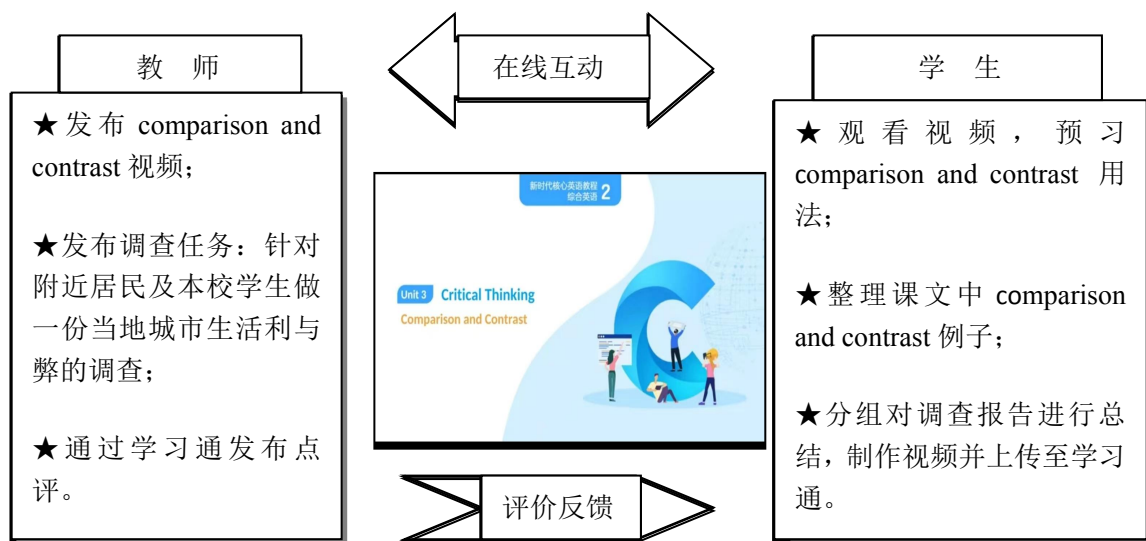 教 师
★发布 comparison and
contrast 视频;
★发布调查任务：针对
附近居民及本校学生做
一份当地城市生活利与
弊的调查；
★通过学习通发布点
评。
在线互动
新时代核心英语教程
综合英语 2
Unit 3 Critical Thinking
Comparison and Contrast
评价反馈
学 生
★观看视频，预习
comparison and contrast 用
法；
★整理课文中 comparison
and contrast 例子；
★分组对调查报告进行总
结，制作视频并上传至学习
通。